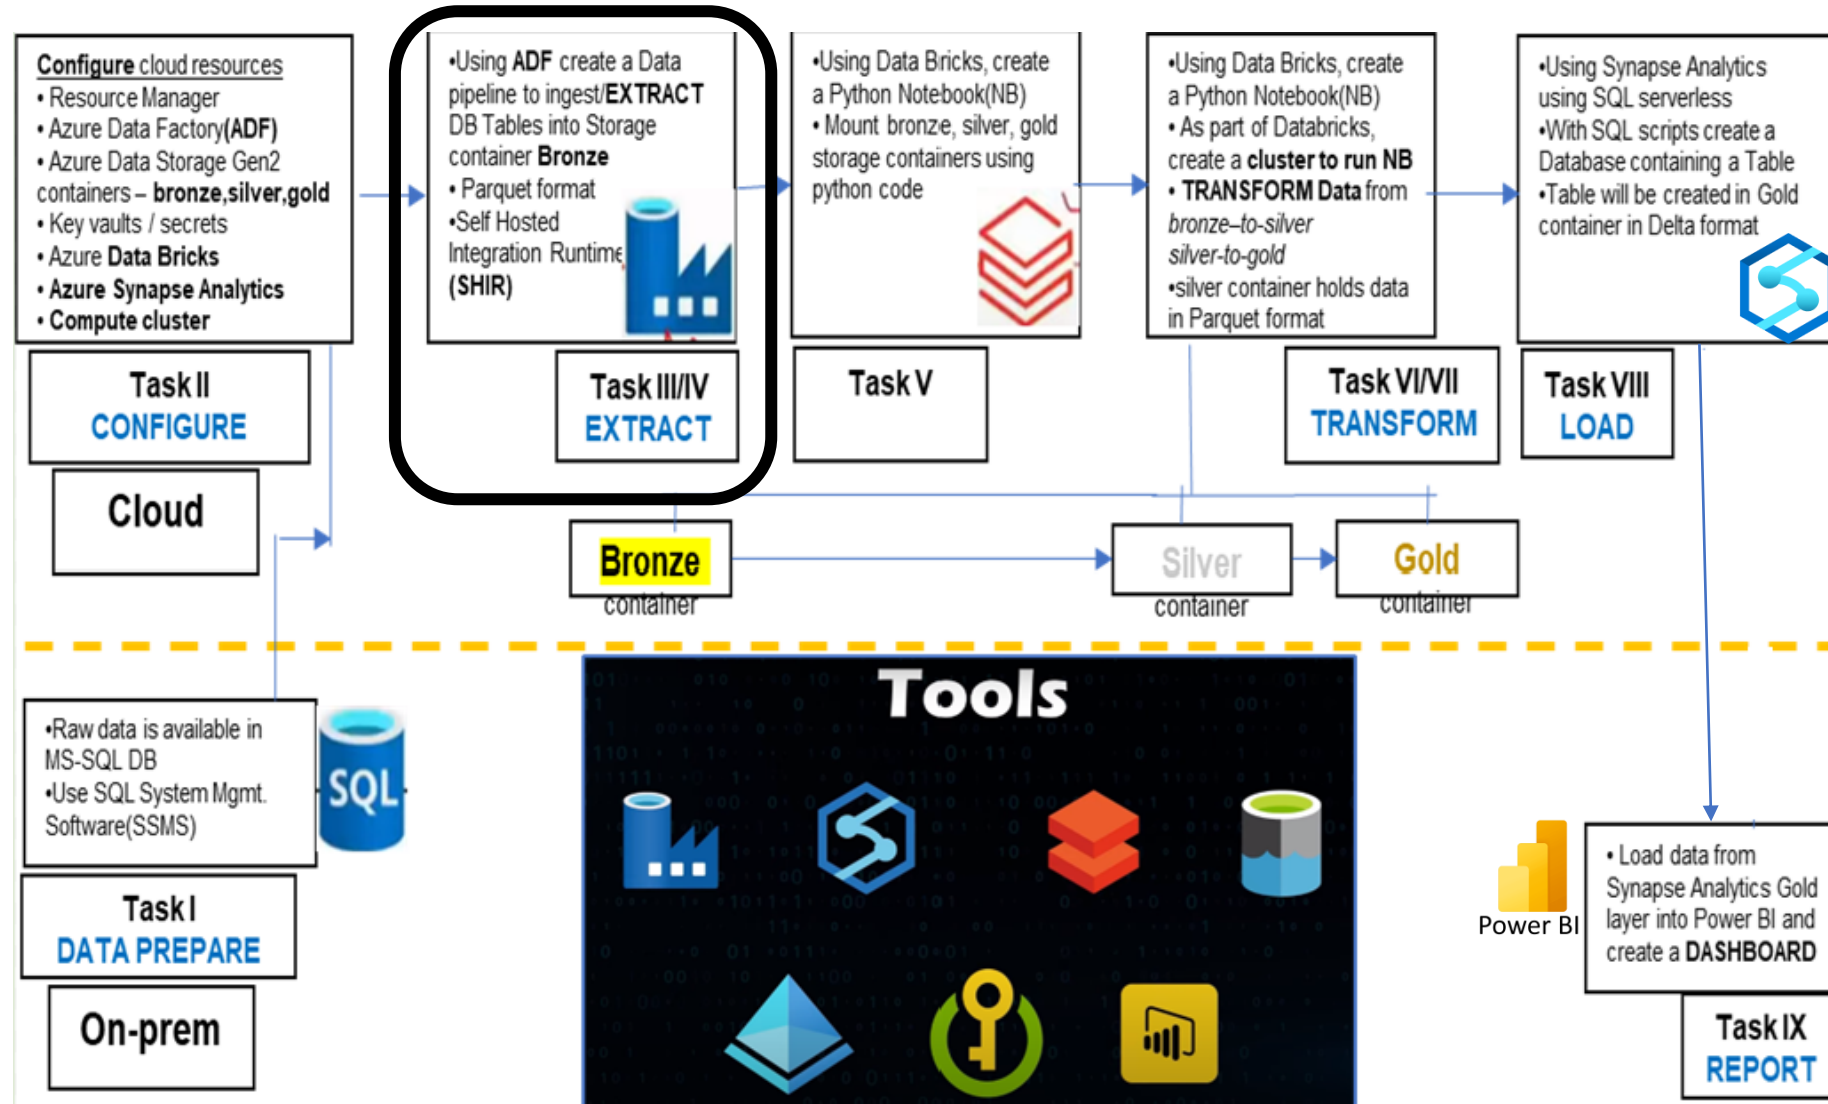 Configure cloud resources
• Resource Manager
• Azure Data Factory(ADF)
• Azure Data Storage Gen2
containers – bronze,silver,gold
• Key vaults / secrets
• Azure Data Bricks
• Azure Synapse Analytics
• Compute cluster
Task II
CONFIGURE
Cloud
•Using ADF create a Data
pipeline to ingest/EXTRACT
DB Tables into Storage
container Bronze
• Parquet format
•Self Hosted
Integration Runtime
(SHIR)
Task III/IV
EXTRACT
•Using Data Bricks, create
a Python Notebook(NB)
• Mount bronze, silver, gold
storage containers using
python code
Task V
•Using Data Bricks, create
a Python Notebook(NB)
• As part of Databricks,
create a cluster to run NB
• TRANSFORM Data from
bronze–to-silver
silver-to-gold
•silver container holds data
in Parquet format
Task VI/VII
TRANSFORM
•Using Synapse Analytics
using SQL serverless
•With SQL scripts create a
Database containing a Table
•Table will be created in Gold
container in Delta format
Task VIII
LOAD
Bronze
container
Silver
container
Gold
container
•Raw data is available in
MS-SQL DB
•Use SQL System Mgmt.
Software(SSMS)
SQL
Task I
DATA PREPARE
On-prem
Tools
Power BI
• Load data from
Synapse Analytics Gold
layer into Power BI and
create a DASHBOARD
Task IX
REPORT